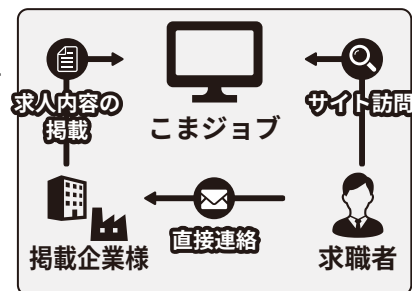 求人内容の
掲載
こまジョブ
サイト訪問
直接連絡
掲載企業様
求職者